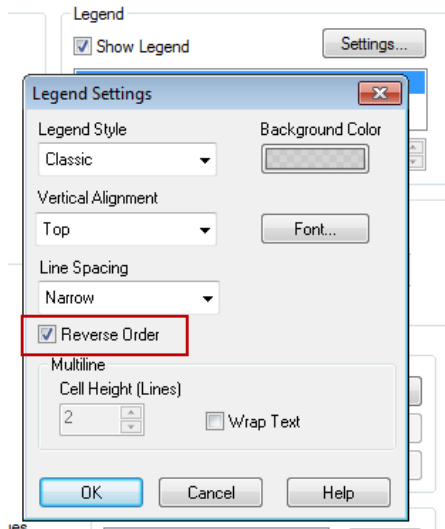 Legend
Show Legend
Settings...
Legend Settings
Legend Style
Background Color
Classic
Vertical Alignment
Top
Font...
Line Spacing
Narrow
Reverse Order
Multiline
Cell Height (Lines)
2
Wrap Text
OK
Cancel
Help